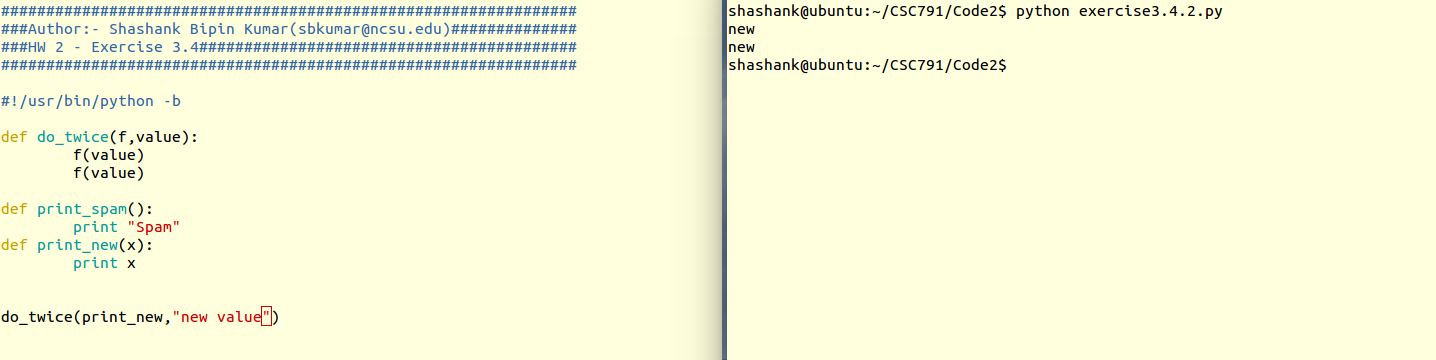 ################################################################
###Author:- Shashank Bipin Kumar(sbkumar@ncsu.edu)##############
###HW 2 - Exercise 3.4##########################################
################################################################
#!/usr/bin/python -b
def do_twice(f,value):
        f(value)
        f(value)
def print_spam():
        print "Spam"
def print_new(x):
        print x
do_twice(print_new,"new value")
shashank@ubuntu:~/CSC791/Code2$ python exercise3.4.2.py
new
new
shashank@ubuntu:~/CSC791/Code2$